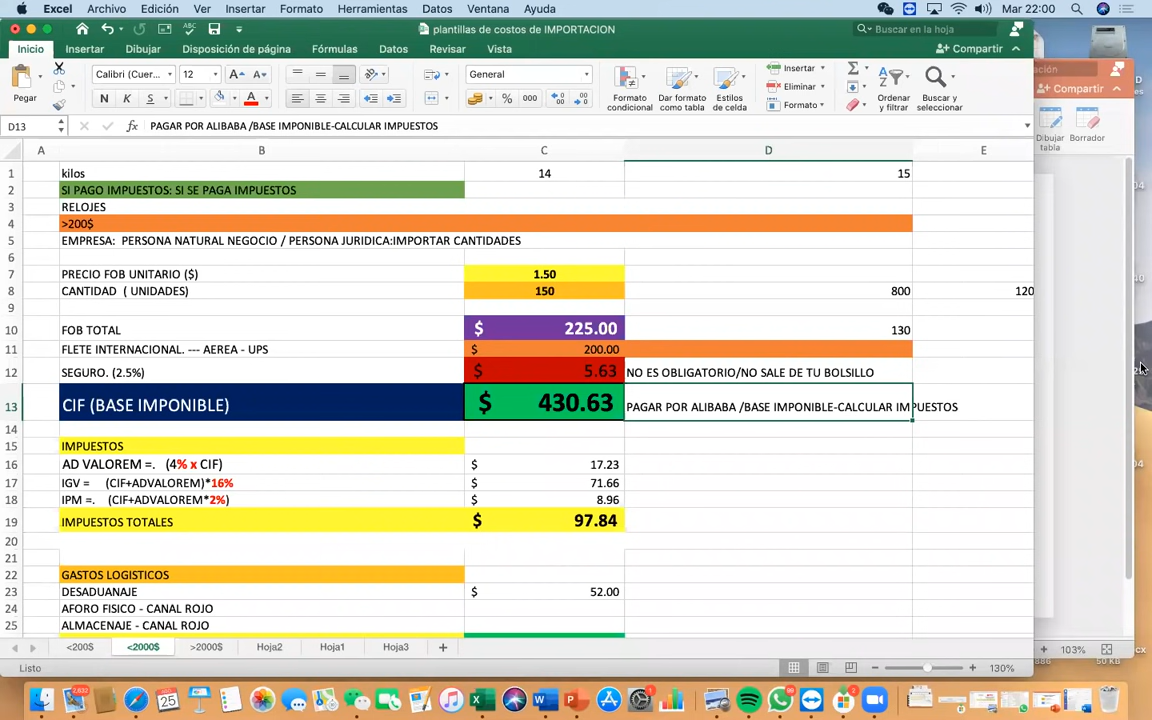 Excel Archivo Edición Ver Insertar Formato Herramientas Datos Ventana Ayuda Mar 22:00
plantillas de costos de IMPORTACION
Buscar en la hoja
Inicio Insertar Dibujar Disposición de página Fórmulas Datos Revisar Vista Compartir
Pegar
Calibri (Cuer... 12
N K S
General
% 000
Formato condicional
Dar formato como tabla
Estilos de celda
Insertar
Eliminar
Formato
Ordenar y filtrar
Buscar y seleccionar
Compartir
Dibujar tabla
Borrador
D13 fx PAGAR POR ALIBABA /BASE IMPONIBLE-CALCULAR IMPUESTOS
A B C D E
1 kilos 14 15
2 SI PAGO IMPUESTOS: SI SE PAGA IMPUESTOS
3 RELOJES
4 >200$
5 EMPRESA: PERSONA NATURAL NEGOCIO / PERSONA JURIDICA:IMPORTAR CANTIDADES
6
7 PRECIO FOB UNITARIO ($) 1.50
8 CANTIDAD ( UNIDADES) 150 800 120
9
10 FOB TOTAL $ 225.00 130
11 FLETE INTERNACIONAL. --- AEREA - UPS $ 200.00
12 SEGURO. (2.5%) $ 5.63 NO ES OBLIGATORIO/NO SALE DE TU BOLSILLO
13 CIF (BASE IMPONIBLE) $ 430.63 PAGAR POR ALIBABA /BASE IMPONIBLE-CALCULAR IMPUESTOS
14
15 IMPUESTOS
16 AD VALOREM =. (4% x CIF) $ 17.23
17 IGV = (CIF+ADVALOREM)*16% $ 71.66
18 IPM =. (CIF+ADVALOREM*2%) $ 8.96
19 IMPUESTOS TOTALES $ 97.84
20
21
22 GASTOS LOGISTICOS
23 DESADUANAJE $ 52.00
24 AFORO FISICO - CANAL ROJO
25 ALMACENAJE - CANAL ROJO
<200$ <2000$ >2000$ Hoja2 Hoja1 Hoja3 +
Listo 130%
103%
50 KB